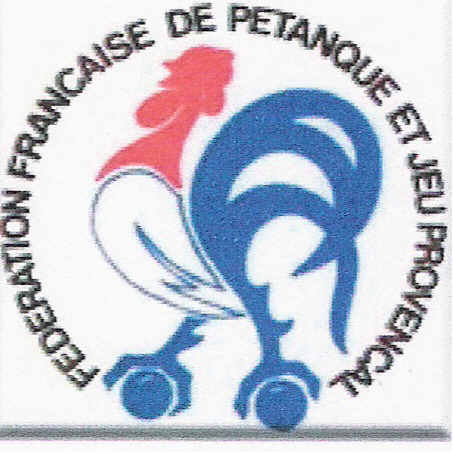 FEDERATION FRANCAISE DE PETANQUE ET JEU PROVENCAL